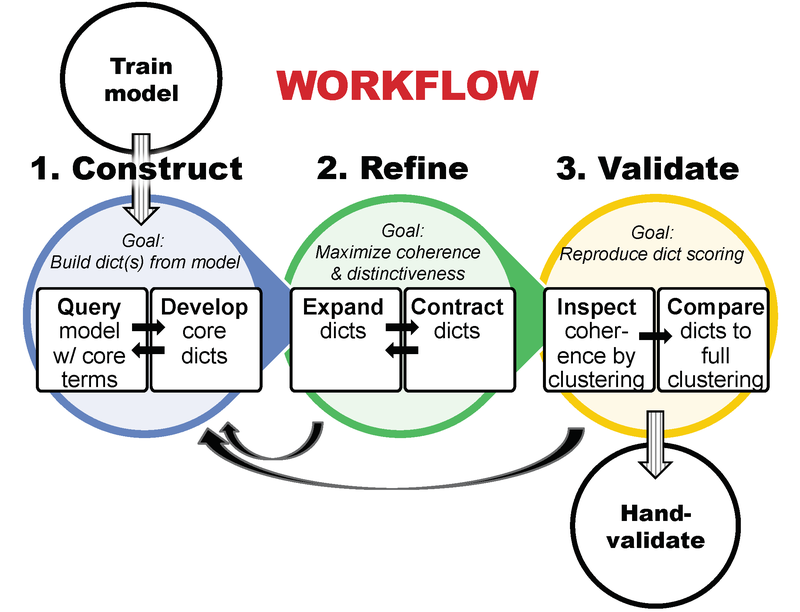 Train
model
WORKFLOW
1. Construct
2. Refine
3. Validate
Goal:
Build dict(s) from model
Query
model
w/ core
terms
Develop
core
dicts
Goal:
Maximize coherence
& distinctiveness
Expand
dicts
Contract
dicts
Goal:
Reproduce dict scoring
Inspect
coher-
ence by
clustering
Compare
dicts to
full
clustering
Hand-
validate